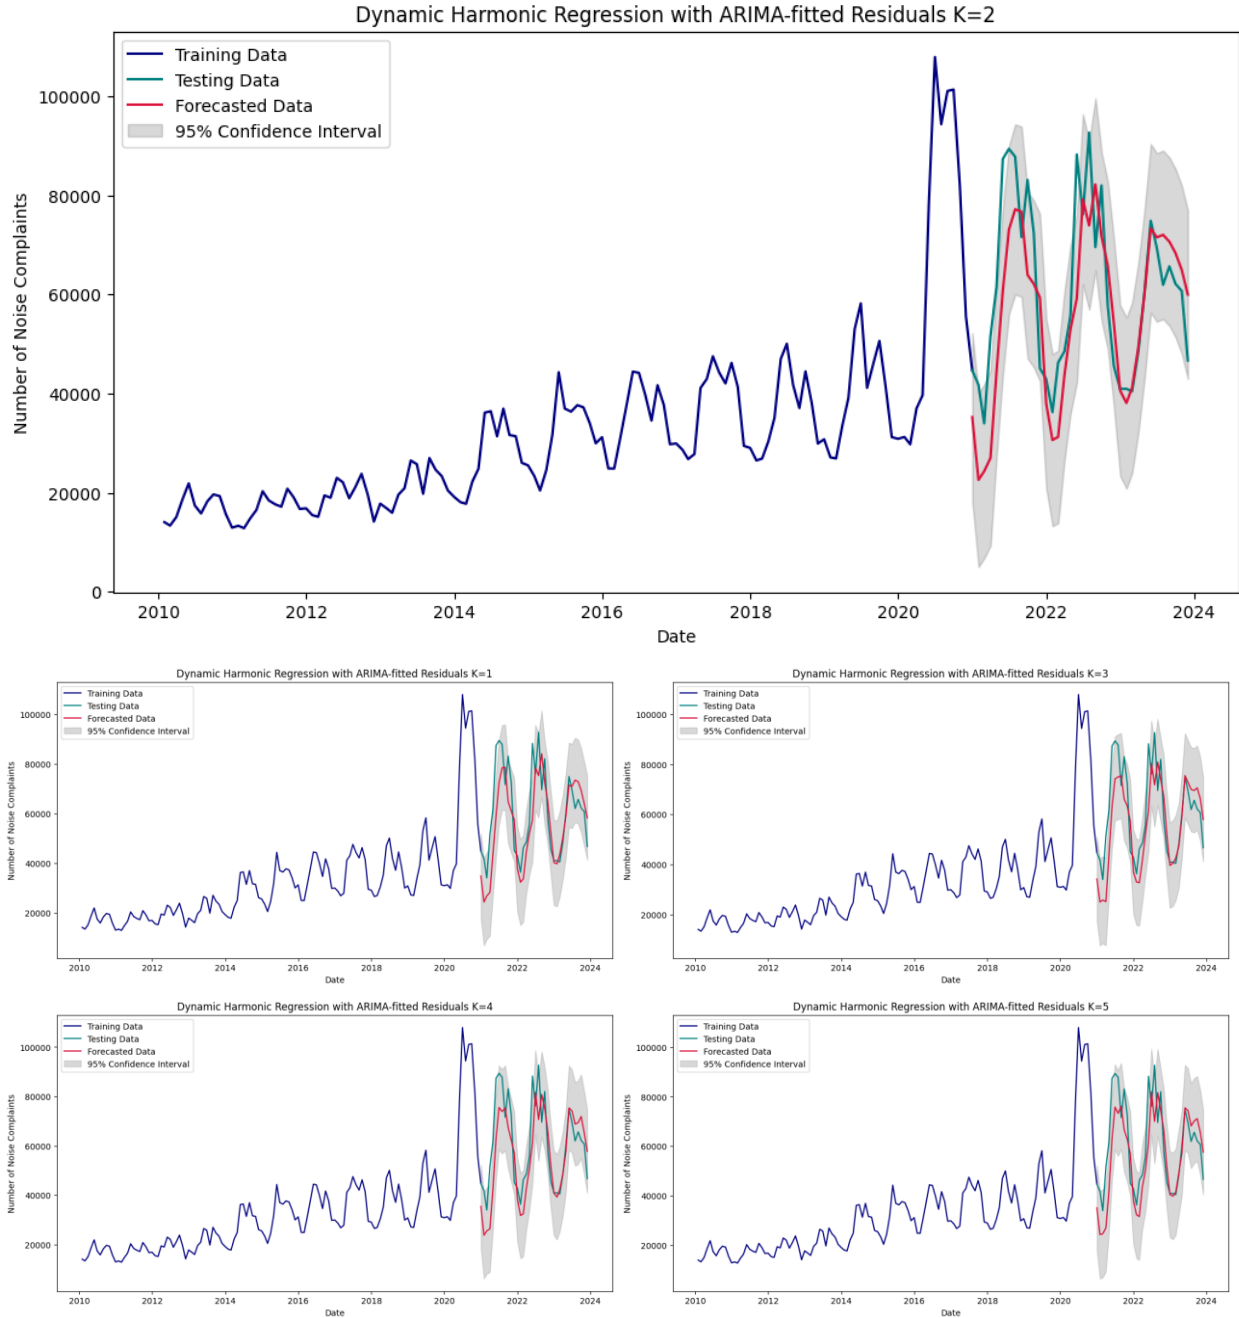 Dynamic Harmonic Regression with ARIMA-fitted Residuals K=2
Training Data
Testing Data
Forecasted Data
95% Confidence Interval
100000
80000
60000
40000
20000
0
Number of Noise Complaints
2010 2012 2014 2016 2018 2020 2022 2024
Date
Dynamic Harmonic Regression with ARIMA-fitted Residuals K=1
Training Data
Testing Data
Forecasted Data
95% Confidence Interval
100000
80000
60000
40000
20000
Number of Noise Complaints
2010 2012 2014 2016 2018 2020 2022 2024
Date
Dynamic Harmonic Regression with ARIMA-fitted Residuals K=3
Training Data
Testing Data
Forecasted Data
95% Confidence Interval
100000
80000
60000
40000
20000
Number of Noise Complaints
2010 2012 2014 2016 2018 2020 2022 2024
Date
Dynamic Harmonic Regression with ARIMA-fitted Residuals K=4
Training Data
Testing Data
Forecasted Data
95% Confidence Interval
100000
80000
60000
40000
20000
Number of Noise Complaints
2010 2012 2014 2016 2018 2020 2022 2024
Date
Dynamic Harmonic Regression with ARIMA-fitted Residuals K=5
Training Data
Testing Data
Forecasted Data
95% Confidence Interval
100000
80000
60000
40000
20000
Number of Noise Complaints
2010 2012 2014 2016 2018 2020 2022 2024
Date